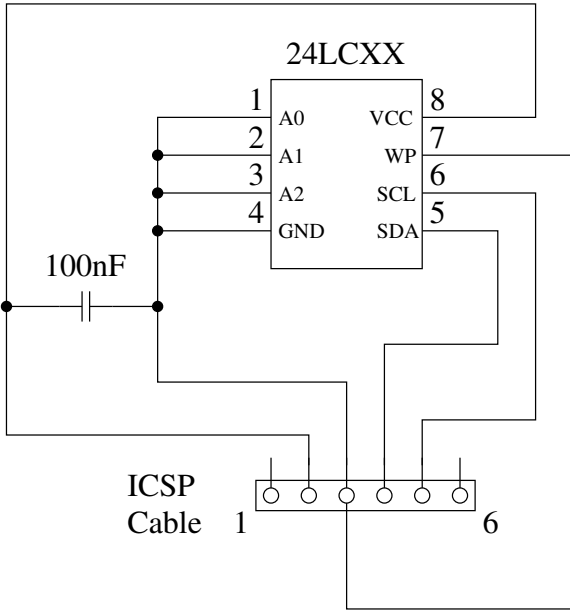 24LCXX
1 A0 VCC 8
2 A1 WP 7
3 A2 SCL 6
4 GND SDA 5
100nF
ICSP
Cable 1 6